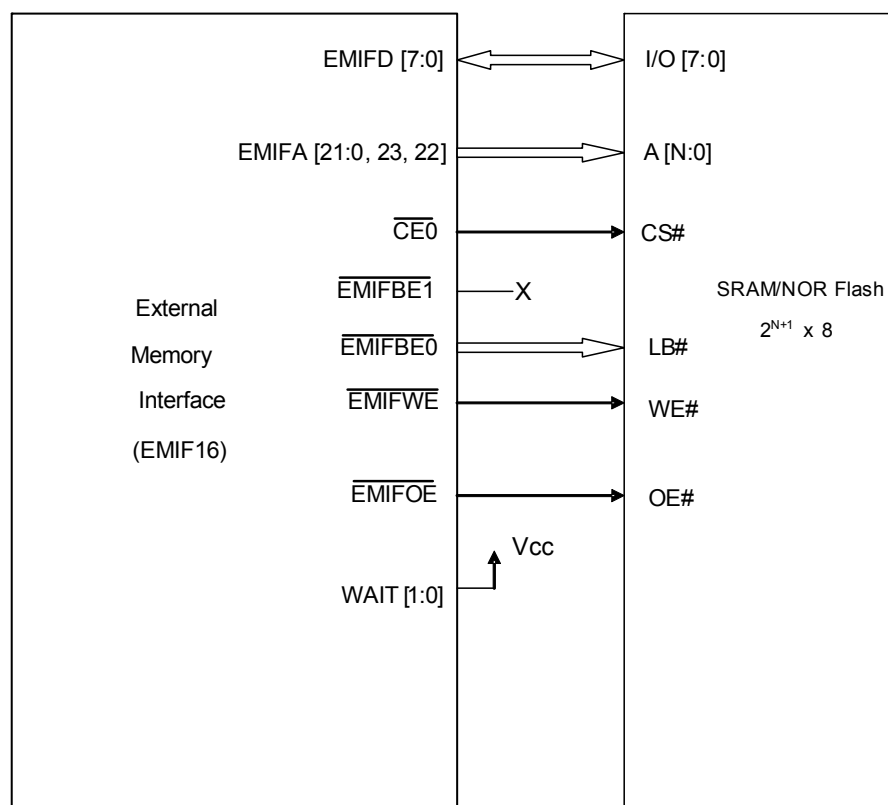 EMIFD [7:0]
I/O [7:0]
EMIFA [21:0, 23, 22]
A [N:0]
CE0
CS#
EMIFBE1
X
SRAM/NOR Flash
2^N+1 x 8
External
Memory
Interface
(EMIF16)
EMIFBE0
LB#
EMIFWE
WE#
EMIFOE
OE#
Vcc
WAIT [1:0]